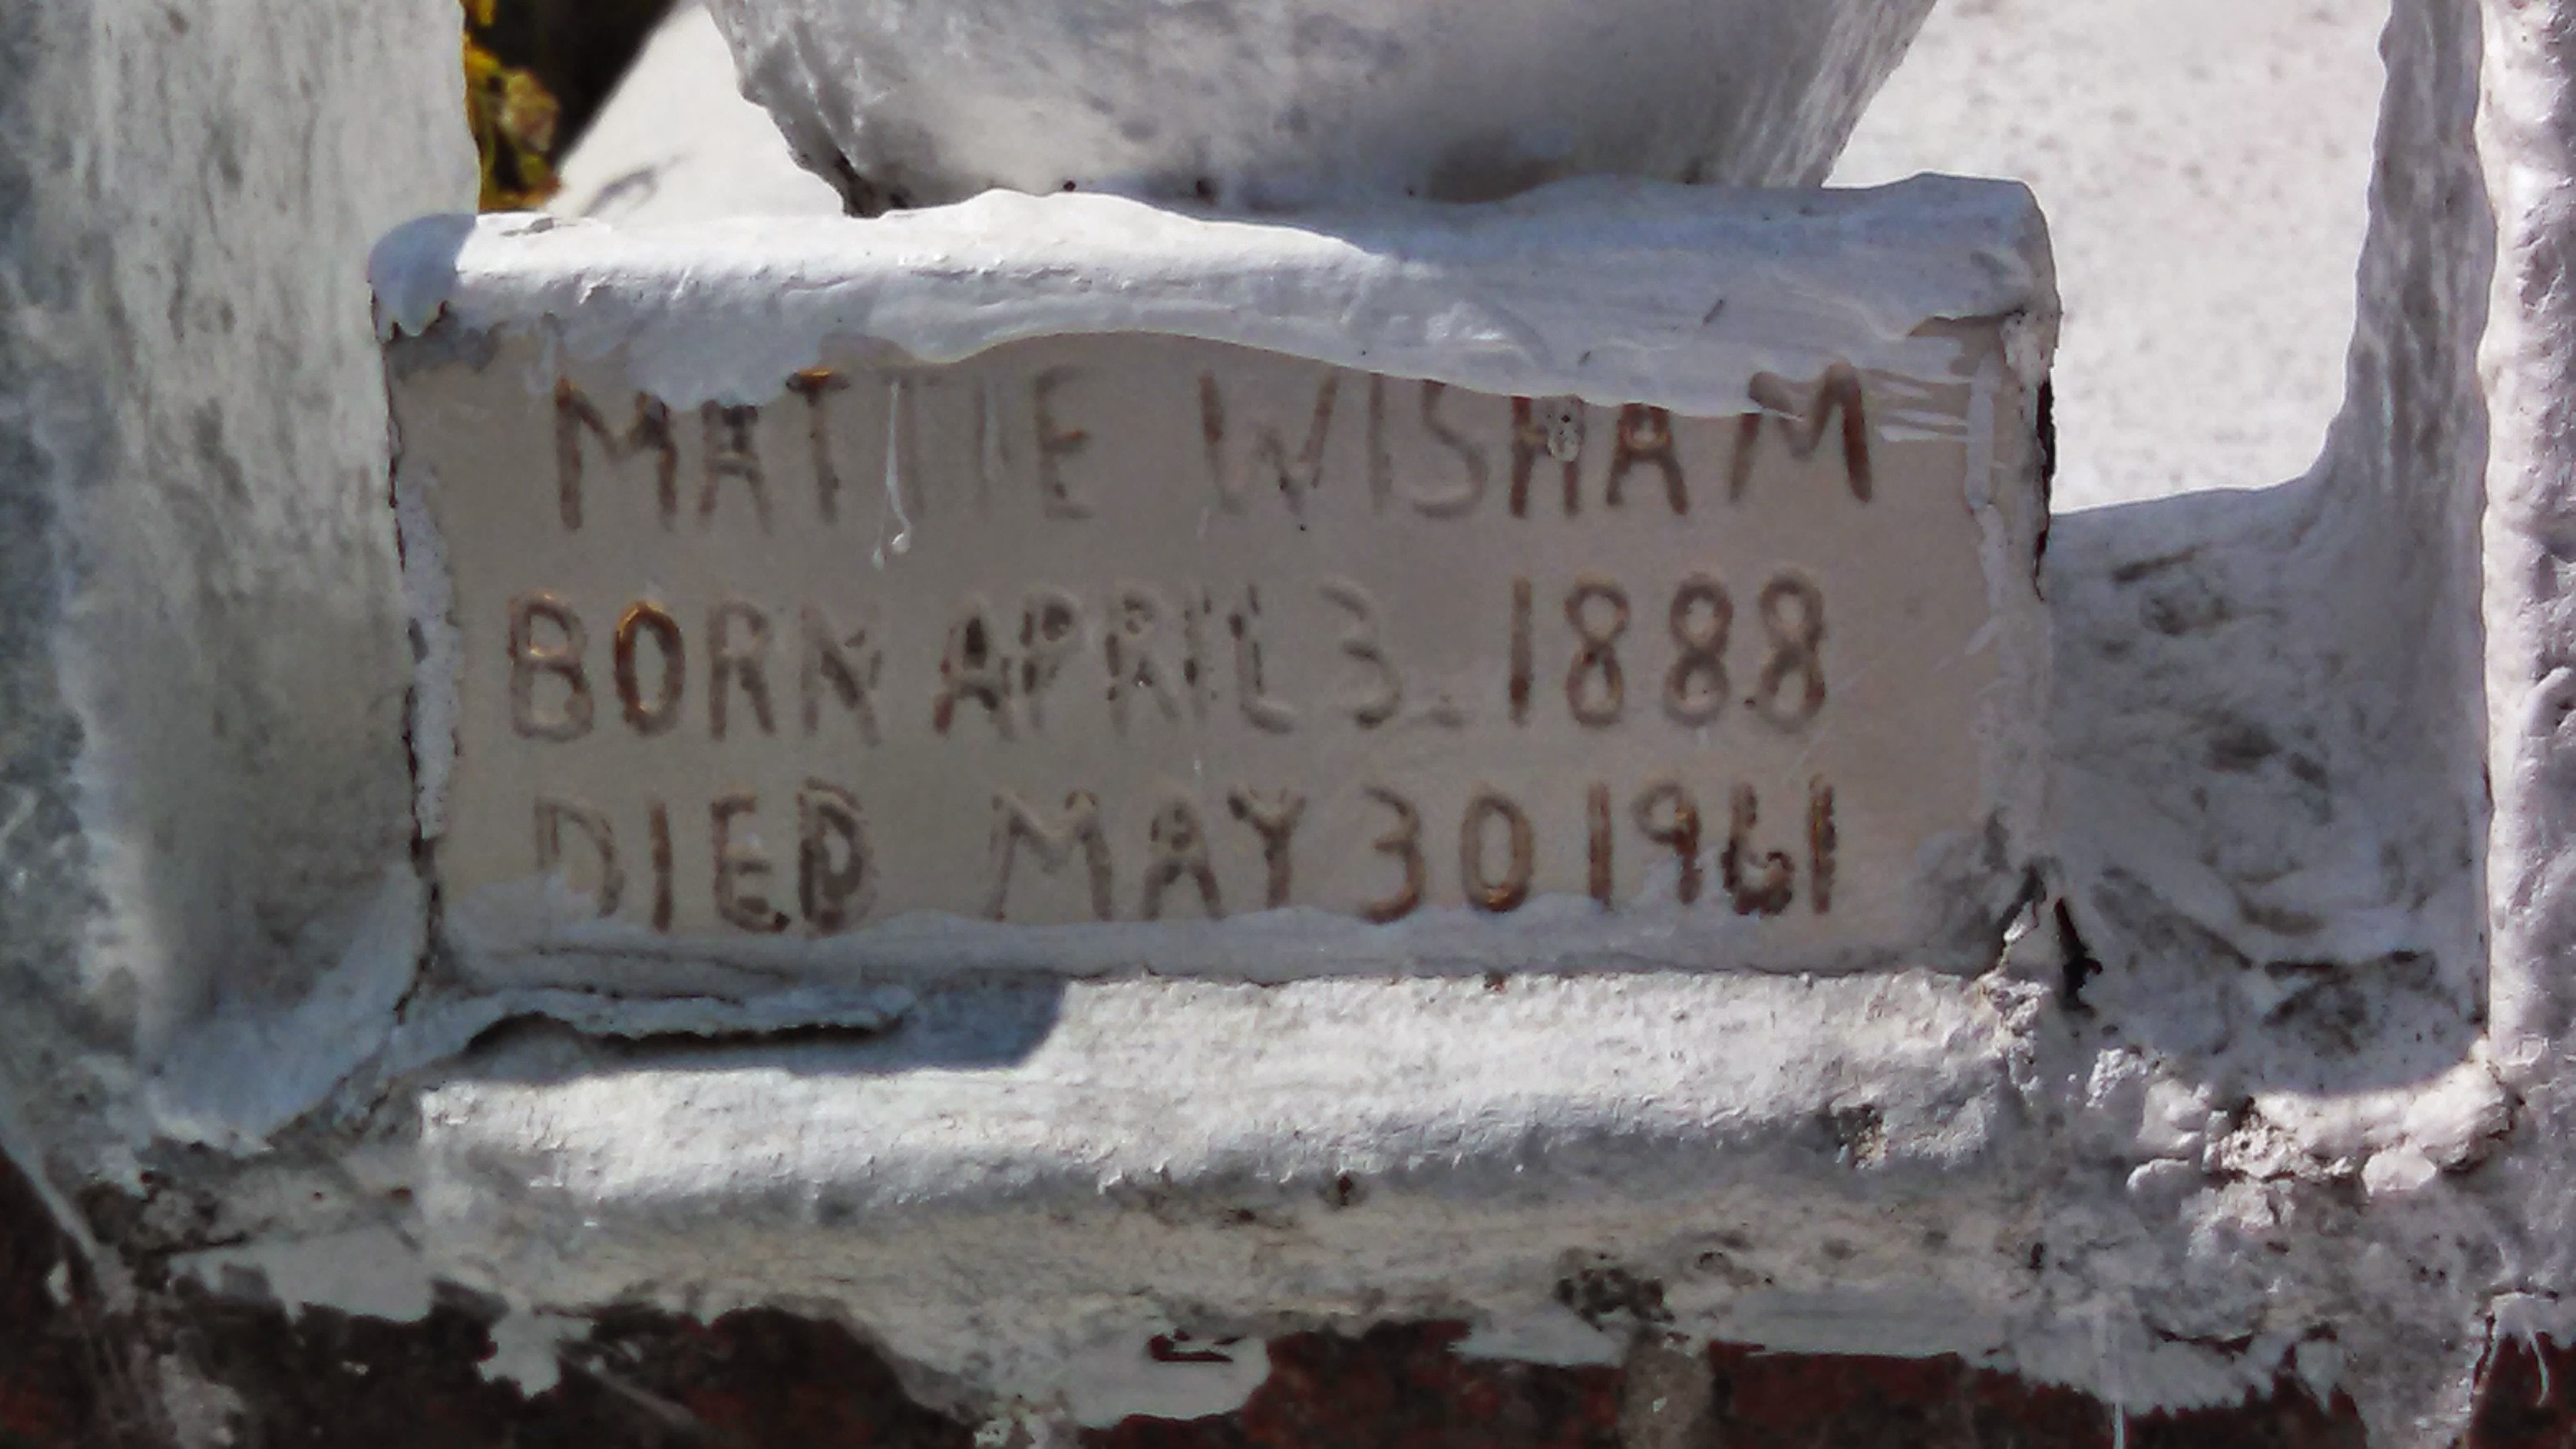 MATTIE WISHAM
BORN APRIL 3 1888
DIED MAY 30 1961